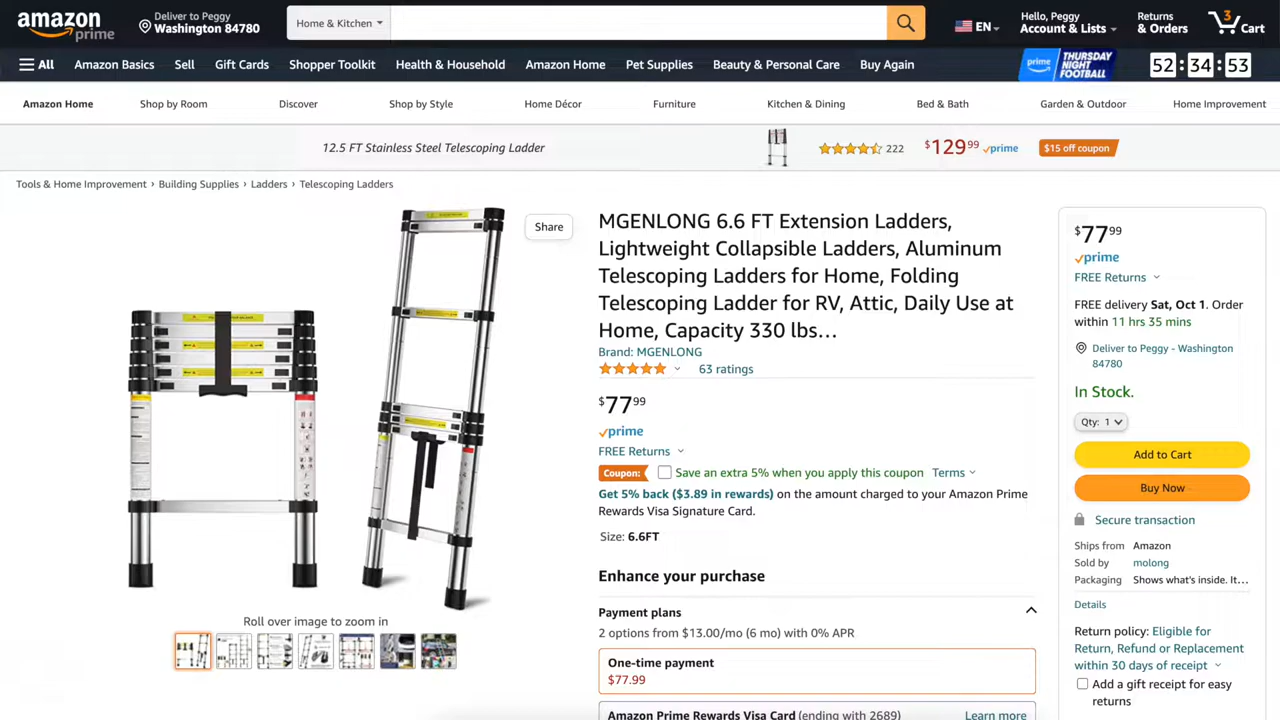 amazon
prime
Deliver to Peggy
Washington 84780
Home & Kitchen
EN
Hello, Peggy
Account & Lists
Returns
& Orders
3
Cart
All
Amazon Basics
Sell
Gift Cards
Shopper Toolkit
Health & Household
Amazon Home
Pet Supplies
Beauty & Personal Care
Buy Again
prime
THURSDAY
NIGHT
FOOTBALL
52:34:53
Amazon Home
Shop by Room
Discover
Shop by Style
Home Décor
Furniture
Kitchen & Dining
Bed & Bath
Garden & Outdoor
Home Improvement
12.5 FT Stainless Steel Telescoping Ladder
222
$129.99
prime
$15 off coupon
Tools & Home Improvement › Building Supplies › Ladders › Telescoping Ladders
Share
Roll over image to zoom in
MGENLONG 6.6 FT Extension Ladders,
Lightweight Collapsible Ladders, Aluminum
Telescoping Ladders for Home, Folding
Telescoping Ladder for RV, Attic, Daily Use at
Home, Capacity 330 lbs…
Brand: MGENLONG
63 ratings
$77 99
prime
FREE Returns
Coupon: Save an extra 5% when you apply this coupon Terms
Get 5% back ($3.89 in rewards) on the amount charged to your Amazon Prime
Rewards Visa Signature Card.
Size: 6.6FT
Enhance your purchase
Payment plans
2 options from $13.00/mo (6 mo) with 0% APR
One-time payment
$77.99
Amazon Prime Rewards Visa Card (ending with 2689) Learn more
$77 99
prime
FREE Returns
FREE delivery Sat, Oct 1. Order
within 11 hrs 35 mins
Deliver to Peggy - Washington
84780
In Stock.
Qty: 1
Add to Cart
Buy Now
Secure transaction
Ships from Amazon
Sold by molong
Packaging Shows what's inside. It…
Details
Return policy: Eligible for
Return, Refund or Replacement
within 30 days of receipt
Add a gift receipt for easy
returns